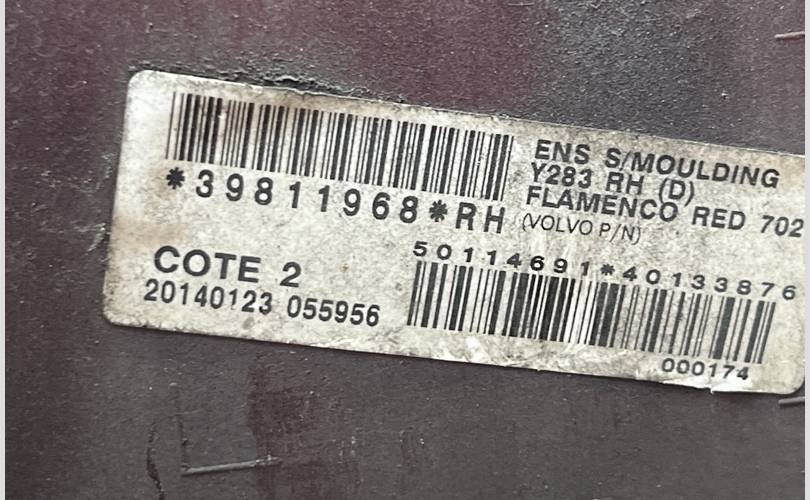 *39811968*RH
ENS S/MOULDING
Y283 RH (D)
FLAMENCO RED 702
(VOLVO P/N)
50114691*40133876
COTE 2
20140123 055956
000174